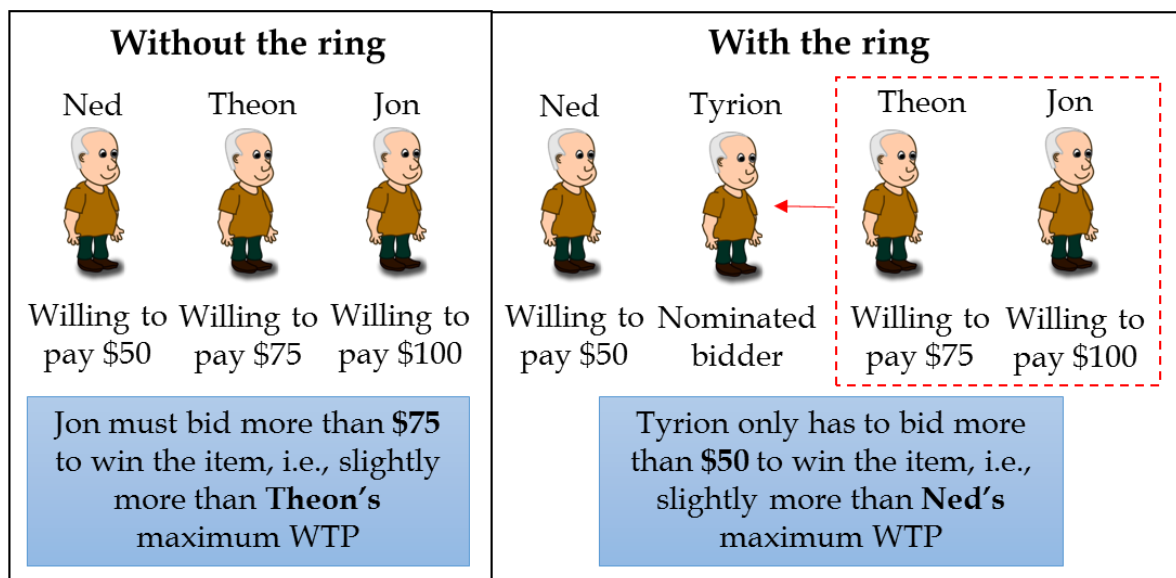 Without the ring
Ned
Theon
Jon
Willing to
pay $50
Willing to
pay $75
Willing to
pay $100
Jon must bid more than $75
to win the item, i.e., slightly
more than Theon's
maximum WTP
With the ring
Ned
Tyrion
Theon
Jon
Willing to
pay $50
Nominated
bidder
Willing to
pay $75
Willing to
pay $100
Tyrion only has to bid more
than $50 to win the item, i.e.,
slightly more than Ned's
maximum WTP